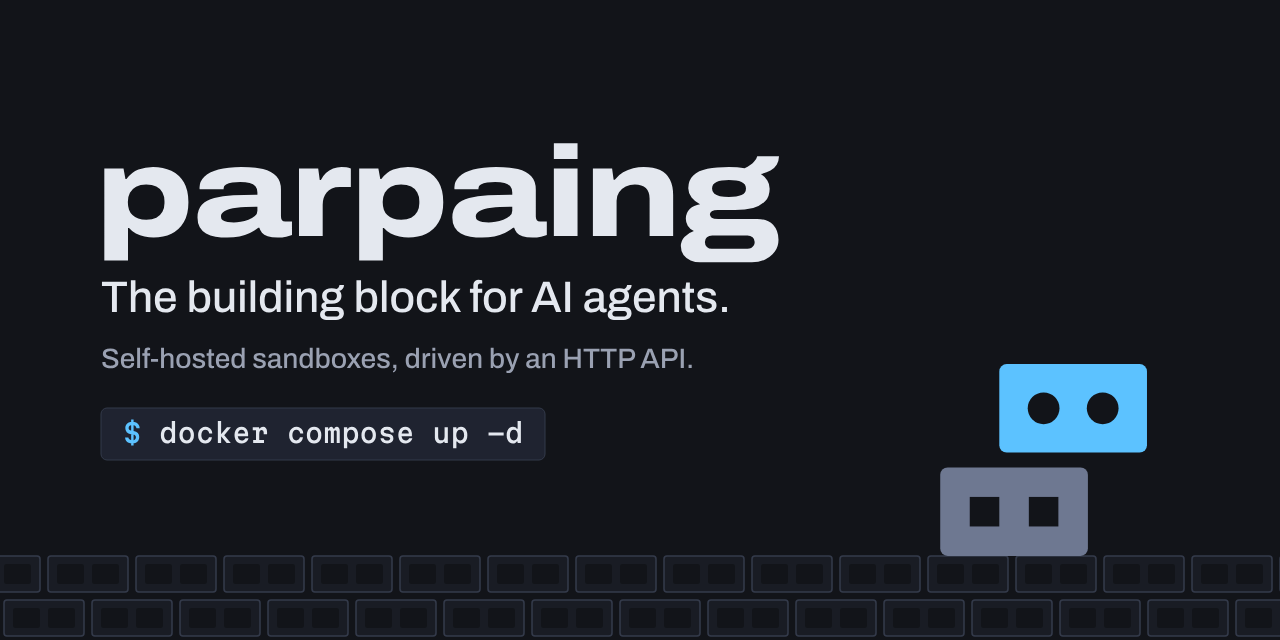 parpaing
The building block for AI agents.
Self-hosted sandboxes, driven by an HTTP API.
$ docker compose up -d